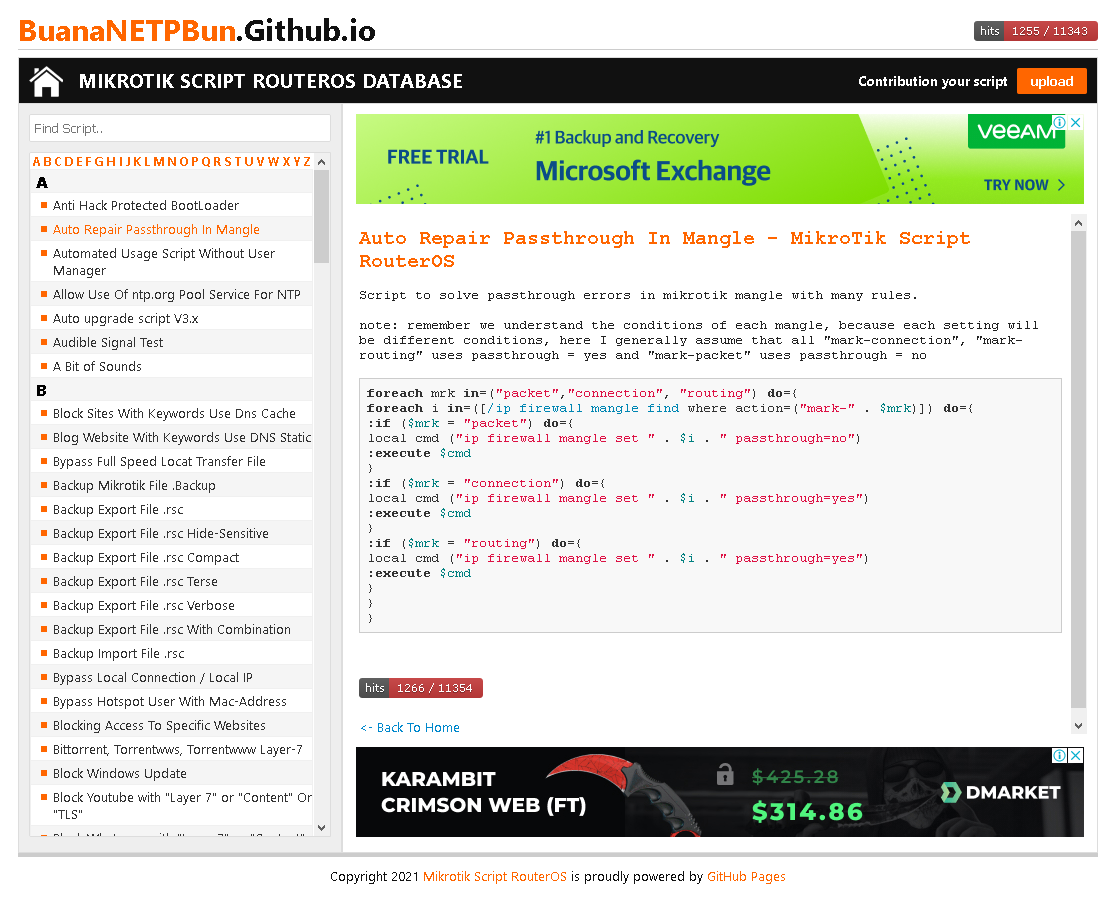 BuanaNETPBun.Github.io
hits 1255 / 11343
MIKROTIK SCRIPT ROUTEROS DATABASE
Contribution your script upload
Find Script..
A B C D E F G H I J K L M N O P Q R S T U V W X Y Z
A
Anti Hack Protected BootLoader
Auto Repair Passthrough In Mangle
Automated Usage Script Without User
Manager
Allow Use Of ntp.org Pool Service For NTP
Auto upgrade script V3.x
Audible Signal Test
A Bit of Sounds
B
Block Sites With Keywords Use Dns Cache
Blog Website With Keywords Use DNS Static
Bypass Full Speed Locat Transfer File
Backup Mikrotik File .Backup
Backup Export File .rsc
Backup Export File .rsc Hide-Sensitive
Backup Export File .rsc Compact
Backup Export File .rsc Terse
Backup Export File .rsc Verbose
Backup Export File .rsc With Combination
Backup Import File .rsc
Bypass Local Connection / Local IP
Bypass Hotspot User With Mac-Address
Blocking Access To Specific Websites
Bittorrent, Torrentwws, Torrentwww Layer-7
Block Windows Update
Block Youtube with "Layer 7" or "Content" Or
"TLS"
FREE TRIAL
#1 Backup and Recovery
Microsoft Exchange
veeAM
TRY NOW >
Auto Repair Passthrough In Mangle - MikroTik Script
RouterOS
Script to solve passthrough errors in mikrotik mangle with many rules.
note: remember we understand the conditions of each mangle, because each setting will
be different conditions, here I generally assume that all "mark-connection", "mark-
routing" uses passthrough = yes and "mark-packet" uses passthrough = no
foreach mrk in=("packet","connection", "routing") do={
foreach i in=([/ip firewall mangle find where action=("mark-" . $mrk)]) do={
:if ($mrk = "packet") do={
local cmd ("ip firewall mangle set " . $i . " passthrough=no")
:execute $cmd
}
:if ($mrk = "connection") do={
local cmd ("ip firewall mangle set " . $i . " passthrough=yes")
:execute $cmd
}
:if ($mrk = "routing") do={
local cmd ("ip firewall mangle set " . $i . " passthrough=yes")
:execute $cmd
}
}
}
hits 1266 / 11354
<- Back To Home
KARAMBIT
CRIMSON WEB (FT)
$425.28
$314.86
DMARKET
Copyright 2021 Mikrotik Script RouterOS is proudly powered by GitHub Pages